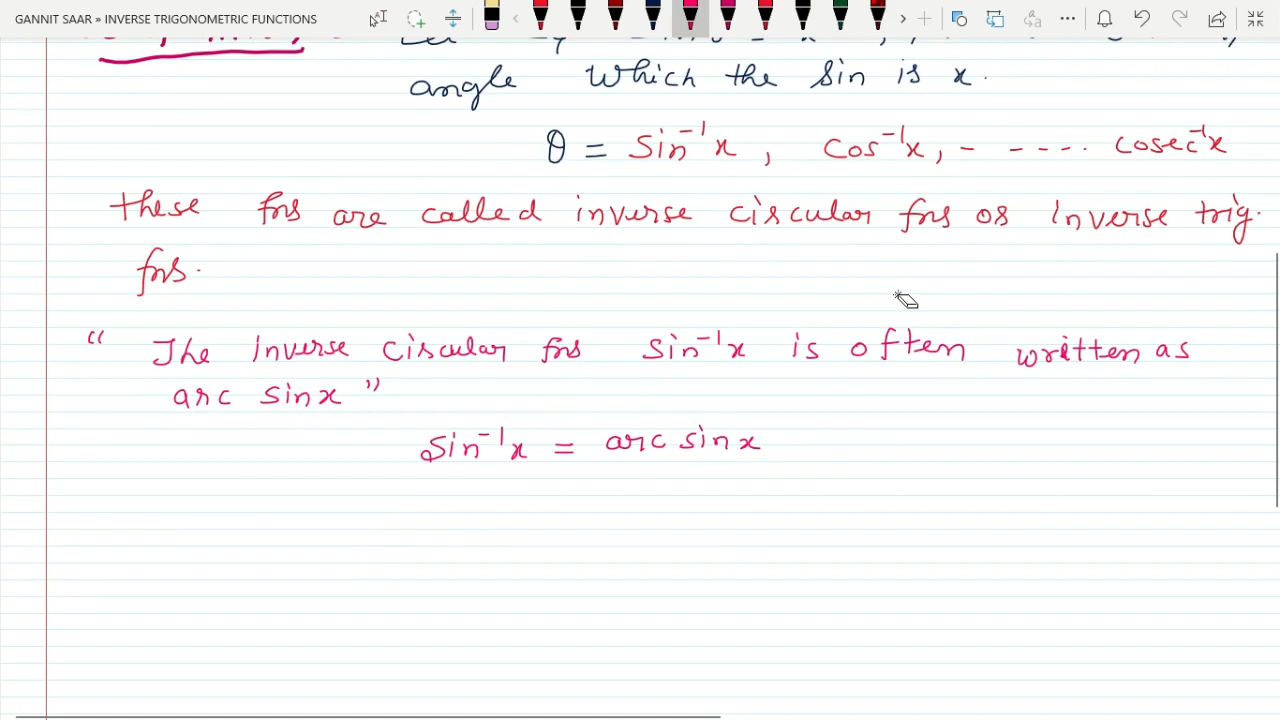 GANNIT SAAR » INVERSE TRIGONOMETRIC FUNCTIONS
Let
angle which the sin is x.
θ = sin⁻¹x, cos⁻¹x, - - - - .. cosec⁻¹x
these fns are called inverse circular fns or inverse trig.
fns.
"The inverse circular fns sin⁻¹x is often written as
arc sinx"
sin⁻¹x = arc sinx